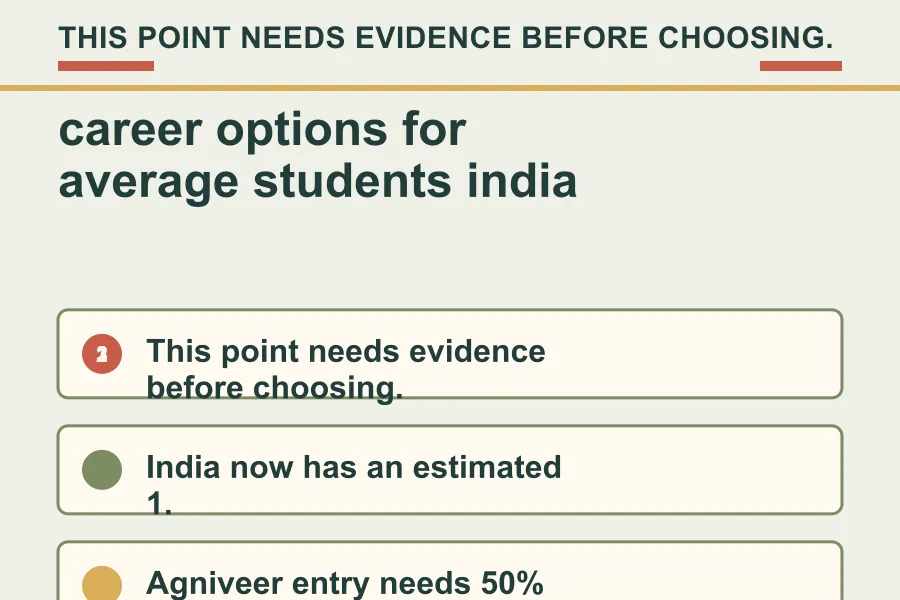 THIS POINT NEEDS EVIDENCE BEFORE CHOOSING.
career options for
average students india
This point needs evidence
before choosing.
India now has an estimated
1.
Agniveer entry needs 50%